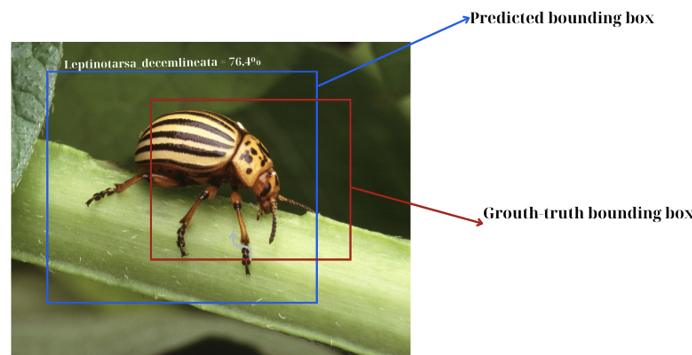 Predicted bounding box
Leptinotarsa_decemlineata = 76,4%
Grouth-truth bounding box